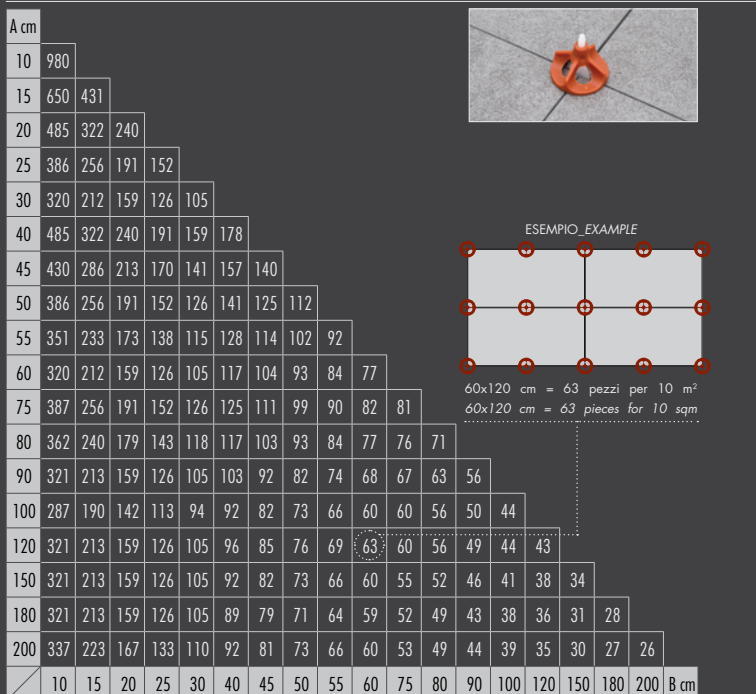 A cm
10 980
15 650 431
20 485 322 240
25 386 256 191 152
30 320 212 159 126 105
40 485 322 240 191 159 178
45 430 286 213 170 141 157 140
50 386 256 191 152 126 141 125 112
55 351 233 173 138 115 128 114 102 92
60 320 212 159 126 105 117 104 93 84 77
75 387 256 191 152 126 125 111 99 90 82 81
80 362 240 179 143 118 117 103 93 84 77 76 71
90 321 213 159 126 105 103 92 82 74 68 67 63 56
100 287 190 142 113 94 92 82 73 66 60 60 56 50 44
120 321 213 159 126 105 96 85 76 69 63 60 56 49 44 43
150 321 213 159 126 105 92 82 73 66 60 55 52 46 41 38 34
180 321 213 159 126 105 89 79 71 64 59 52 49 43 38 36 31 28
200 337 223 167 133 110 92 81 73 66 60 53 49 44 39 35 30 27 26
10 15 20 25 30 40 45 50 55 60 75 80 90 100 120 150 180 200 B cm
ESEMPIO_EXAMPLE
60x120 cm = 63 pezzi per 10 m²
60x120 cm = 63 pieces for 10 sqm